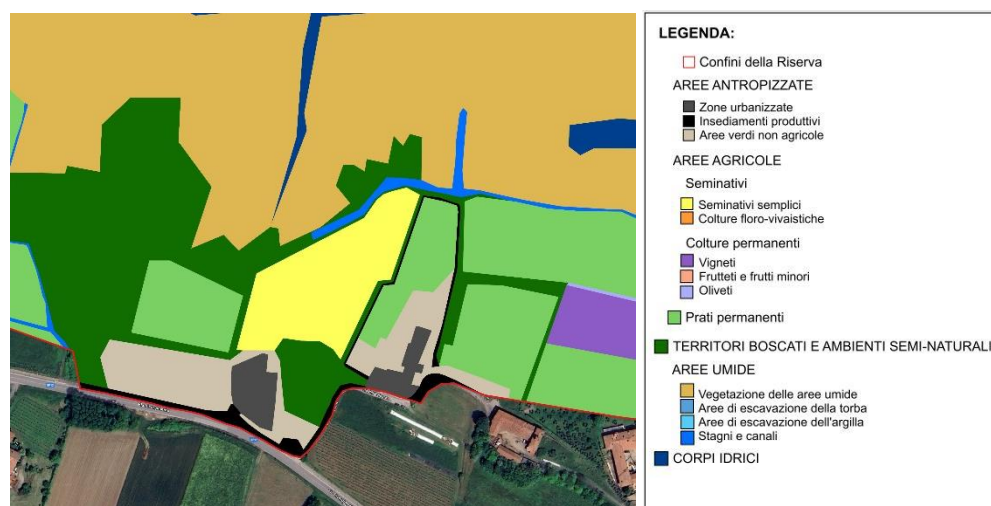 LEGENDA:
Confini della Riserva
AREE ANTROPIZZATE
Zone urbanizzate
Insediamenti produttivi
Aree verdi non agricole
AREE AGRICOLE
Seminativi
Seminativi semplici
Colture floro-vivaistiche
Colture permanenti
Vigneti
Frutteti e frutti minori
Oliveti
Prati permanenti
TERRITORI BOSCATI E AMBIENTI SEMI-NATURALI
AREE UMIDE
Vegetazione delle aree umide
Aree di escavazione della torba
Aree di escavazione dell'argilla
Stagni e canali
CORPI IDRICI